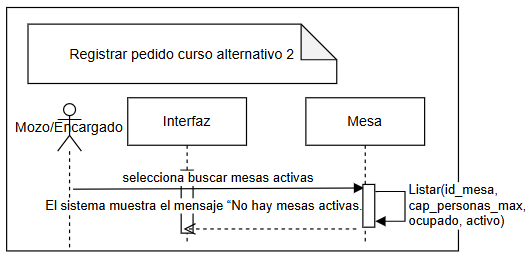 Registrar pedido curso alternativo 2
Mozo/Encargado
Interfaz
Mesa
selecciona buscar mesas activas
El sistema muestra el mensaje “No hay mesas activas.
Listar(id_mesa,
cap_personas_max,
ocupado, activo)